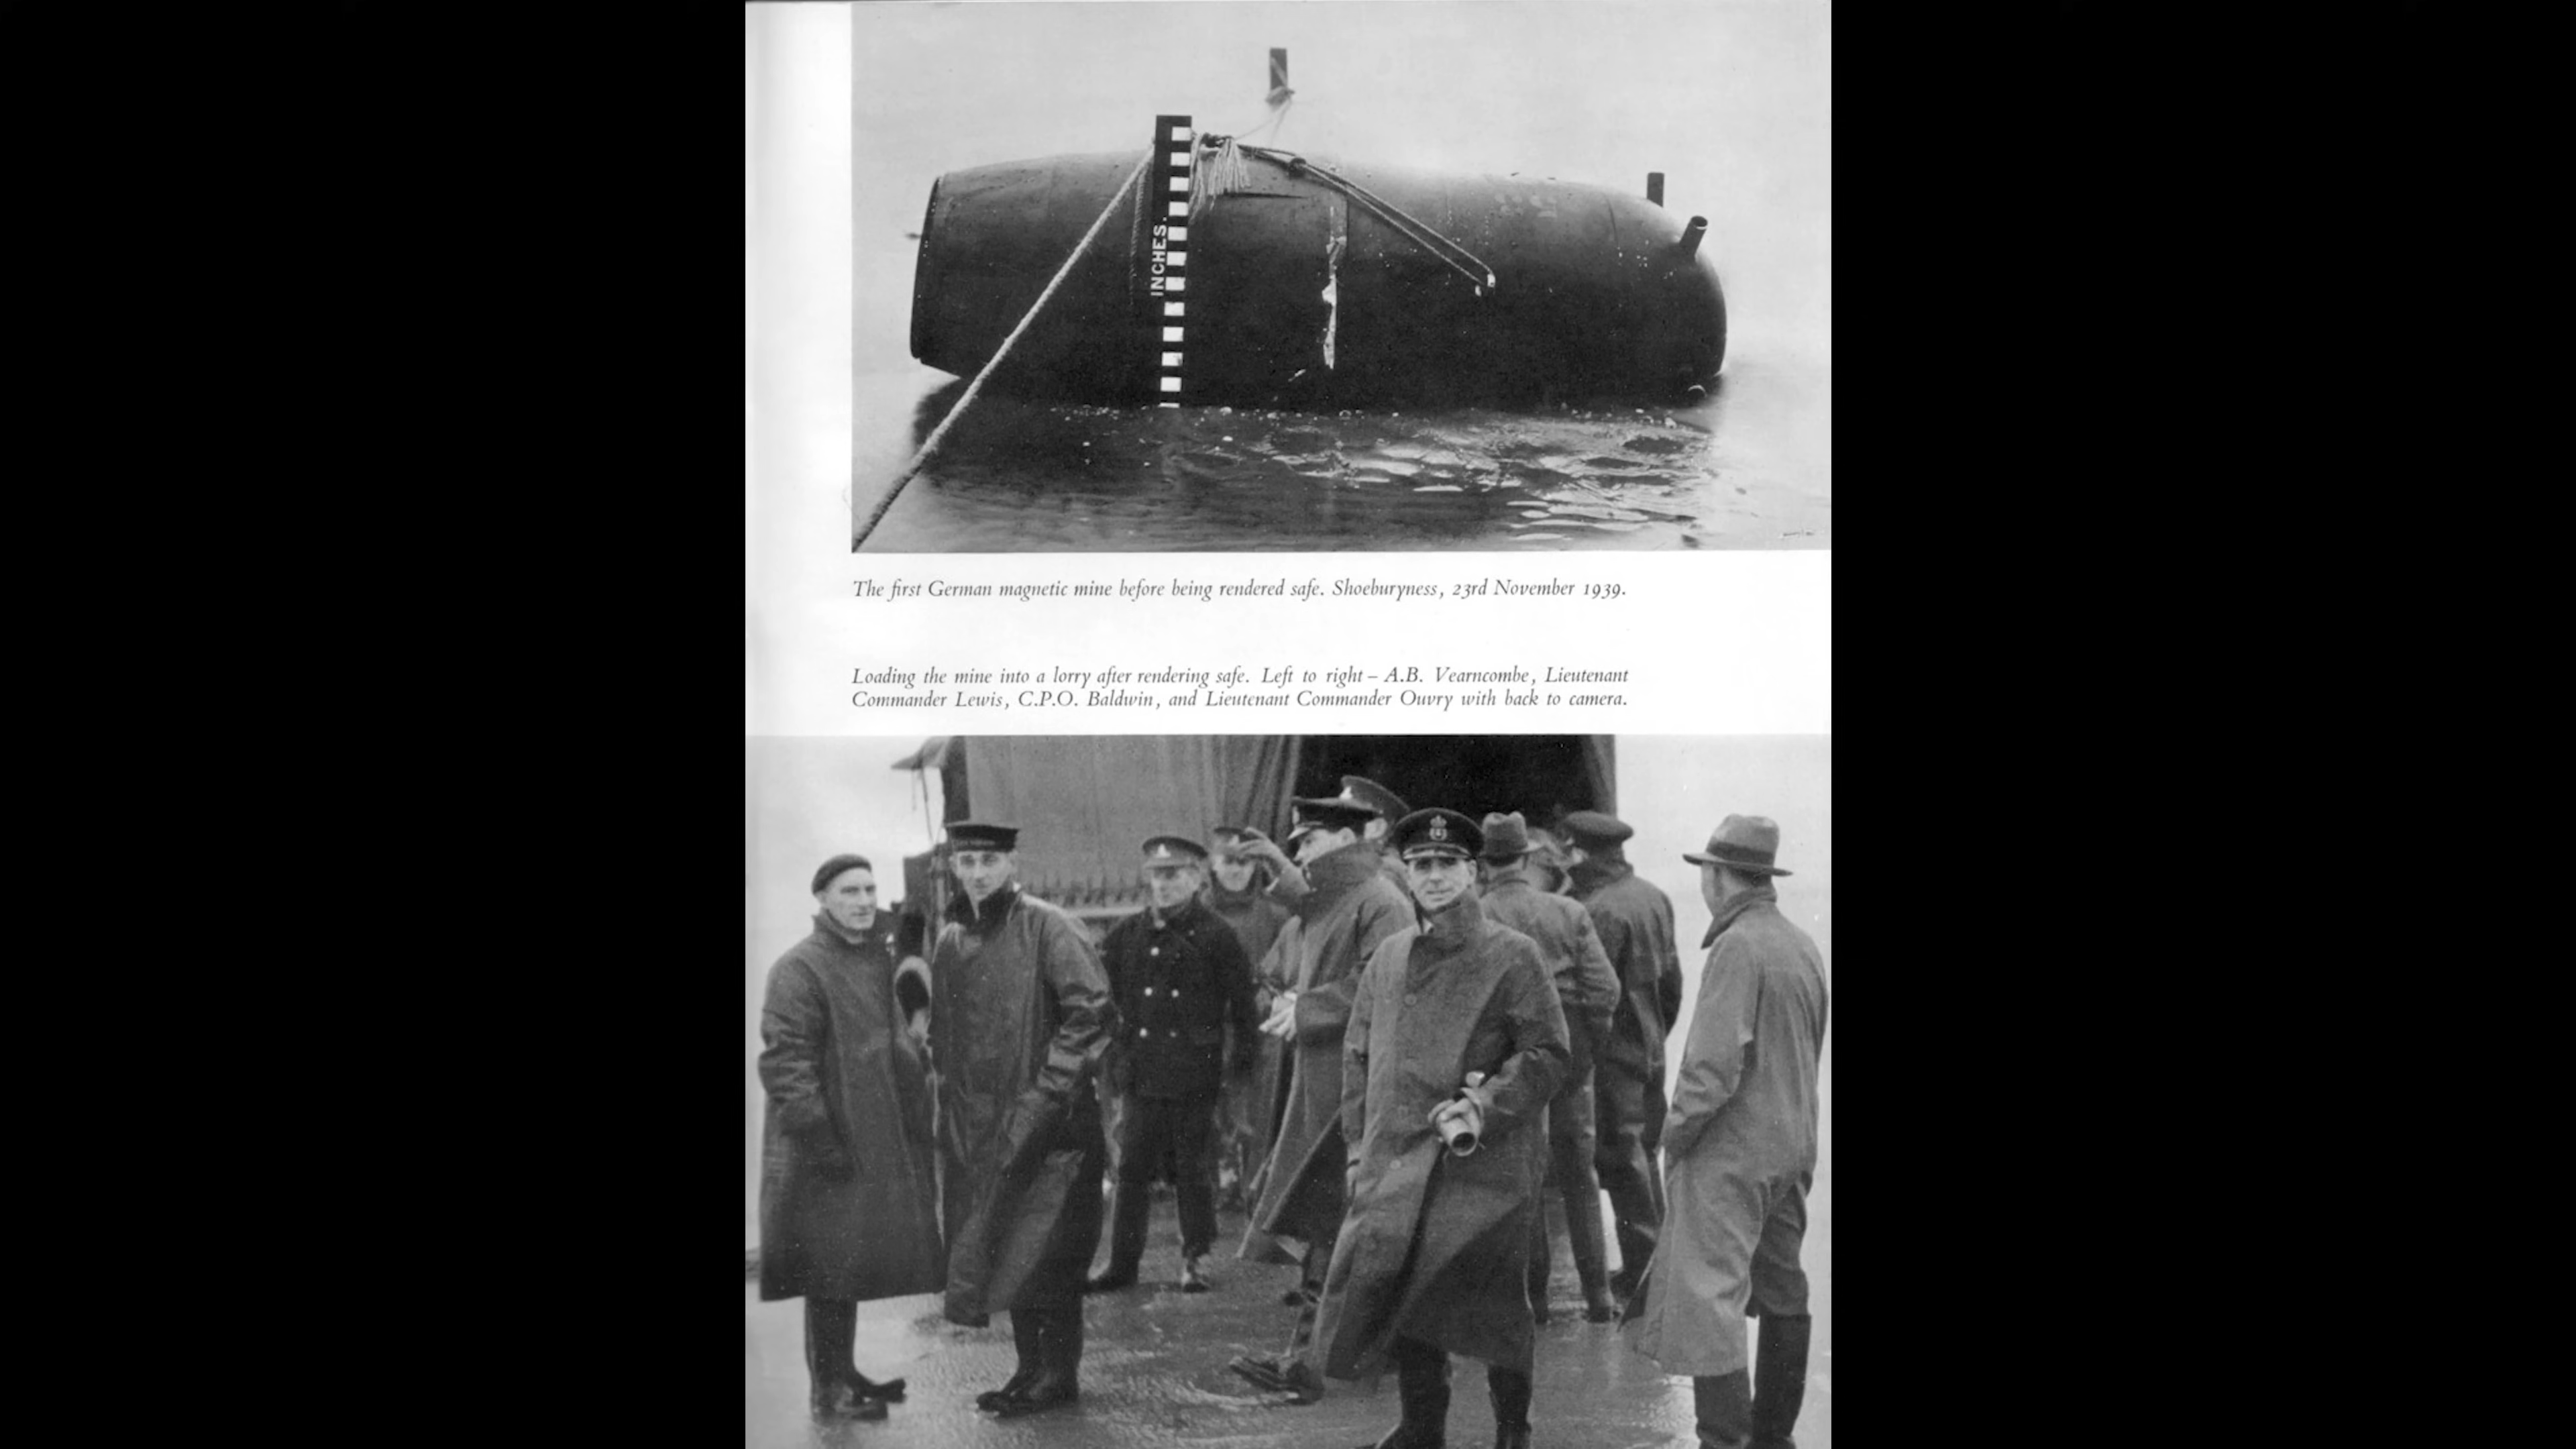 INCHES.
The first German magnetic mine before being rendered safe. Shoeburyness, 23rd November 1939.
Loading the mine into a lorry after rendering safe. Left to right – A.B. Vearncombe, Lieutenant
Commander Lewis, C.P.O. Baldwin, and Lieutenant Commander Ouvry with back to camera.